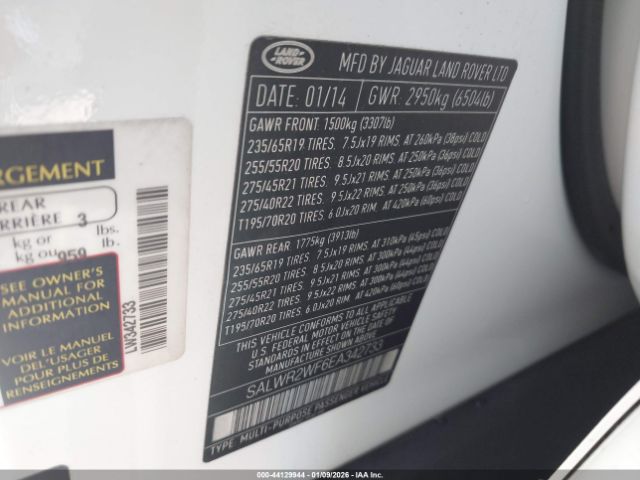 LAND
ROVER
MFD BY JAGUAR LAND ROVER LTD
DATE: 01/14 GWR: 2950kg (6504lb)
GAWR FRONT: 1500kg (3307lb)
235/65R19 TIRES. 7.5Jx19 RIMS. AT 260kPa (38psi) COLD
255/55R20 TIRES. 8.5Jx20 RIMS. AT 250kPa (36psi) COLD
275/45R21 TIRES. 9.5Jx21 RIMS. AT 250kPa (36psi) COLD
275/40R22 TIRES. 9.5Jx22 RIMS. AT 250kPa (36psi) COLD
T195/70R20 TIRES. 6.0Jx20 RIM. AT 420kPa (60psi) COLD
GAWR REAR: 1775kg (3913lb)
235/65R19 TIRES. 7.5Jx19 RIMS. AT 310kPa (45psi) COLD
255/55R20 TIRES. 8.5Jx20 RIMS. AT 300kPa (44psi) COLD
275/45R21 TIRES. 9.5Jx21 RIMS. AT 300kPa (44psi) COLD
275/40R22 TIRES. 9.5Jx22 RIMS. AT 300kPa (44psi) COLD
T195/70R20 TIRES. 6.0Jx20 RIM. AT 420kPa (60psi) COLD
THIS VEHICLE CONFORMS TO ALL APPLICABLE
U.S. FEDERAL MOTOR VEHICLE SAFETY
STANDARDS IN EFFECT ON THE DATE OF
MANUFACTURE SHOWN ABOVE
SALWR2WF6EA342733
TYPE: MULTI-PURPOSE PASSENGER VEHICLE
RGEMENT
REAR
ARRIÈRE 3
kg or lbs.
kg ou lb.
SEE OWNER'S
MANUAL FOR
ADDITIONAL
INFORMATION
VOIR LE MANUEL
DEL'USAGER
POUR PLUS DE
RENSEIGNEMENTS
LW342733
000-44129944 | 01/09/2026 | IAA Inc.